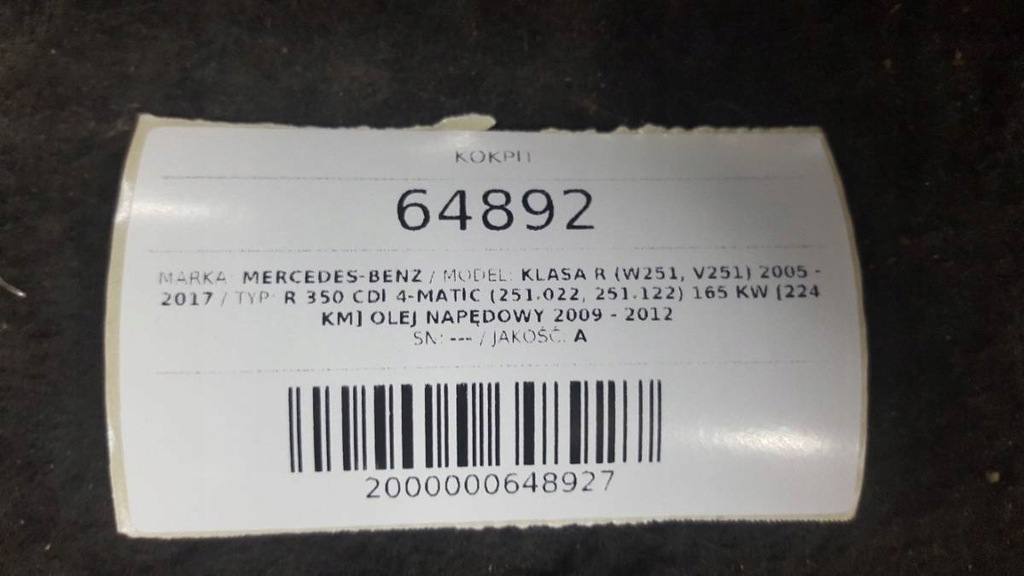 KOKPIT
64892
MARKA: MERCEDES-BENZ / MODEL: KLASA R (W251, V251) 2005 -
2017 / TYP: R 350 CDI 4-MATIC (251.022, 251.122) 165 KW [224
KM] OLEJ NAPĘDOWY 2009 - 2012
SN: --- / JAKOŚĆ: A
2000000648927